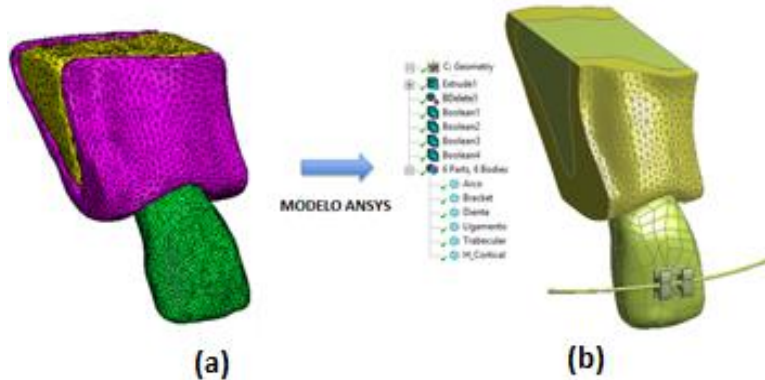 C: Geometry
Extrude1
BDelete1
Boolean1
Boolean2
Boolean3
Boolean4
6 Parts, 6 Bodies
Arco
Bracket
Diente
Ligamento
Trabecular
H_Cortical
MODELO ANSYS
(a)
(b)